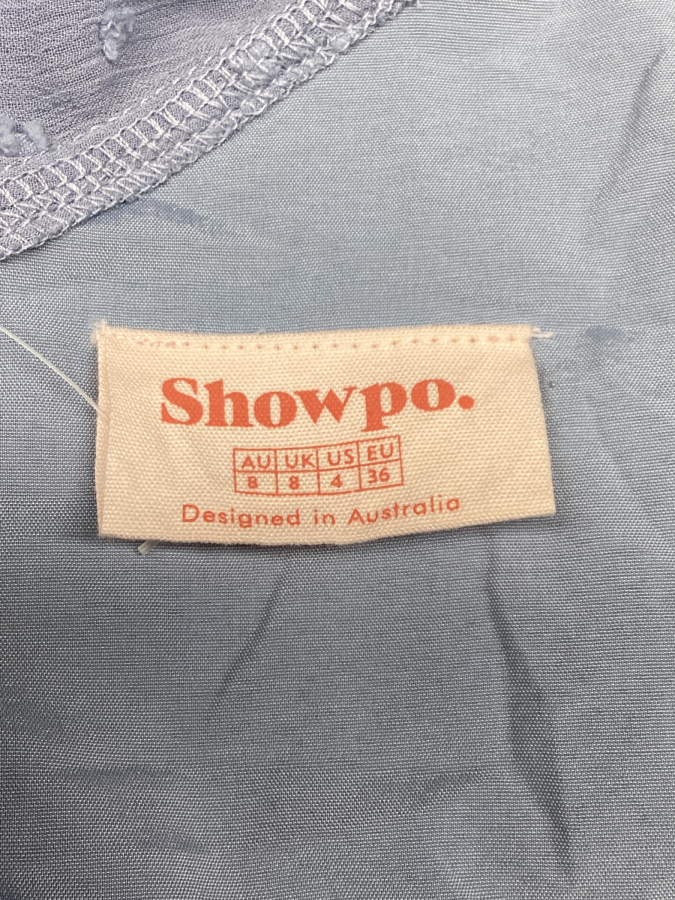 Showpo.
AU UK US EU
8 8 4 36
Designed in Australia